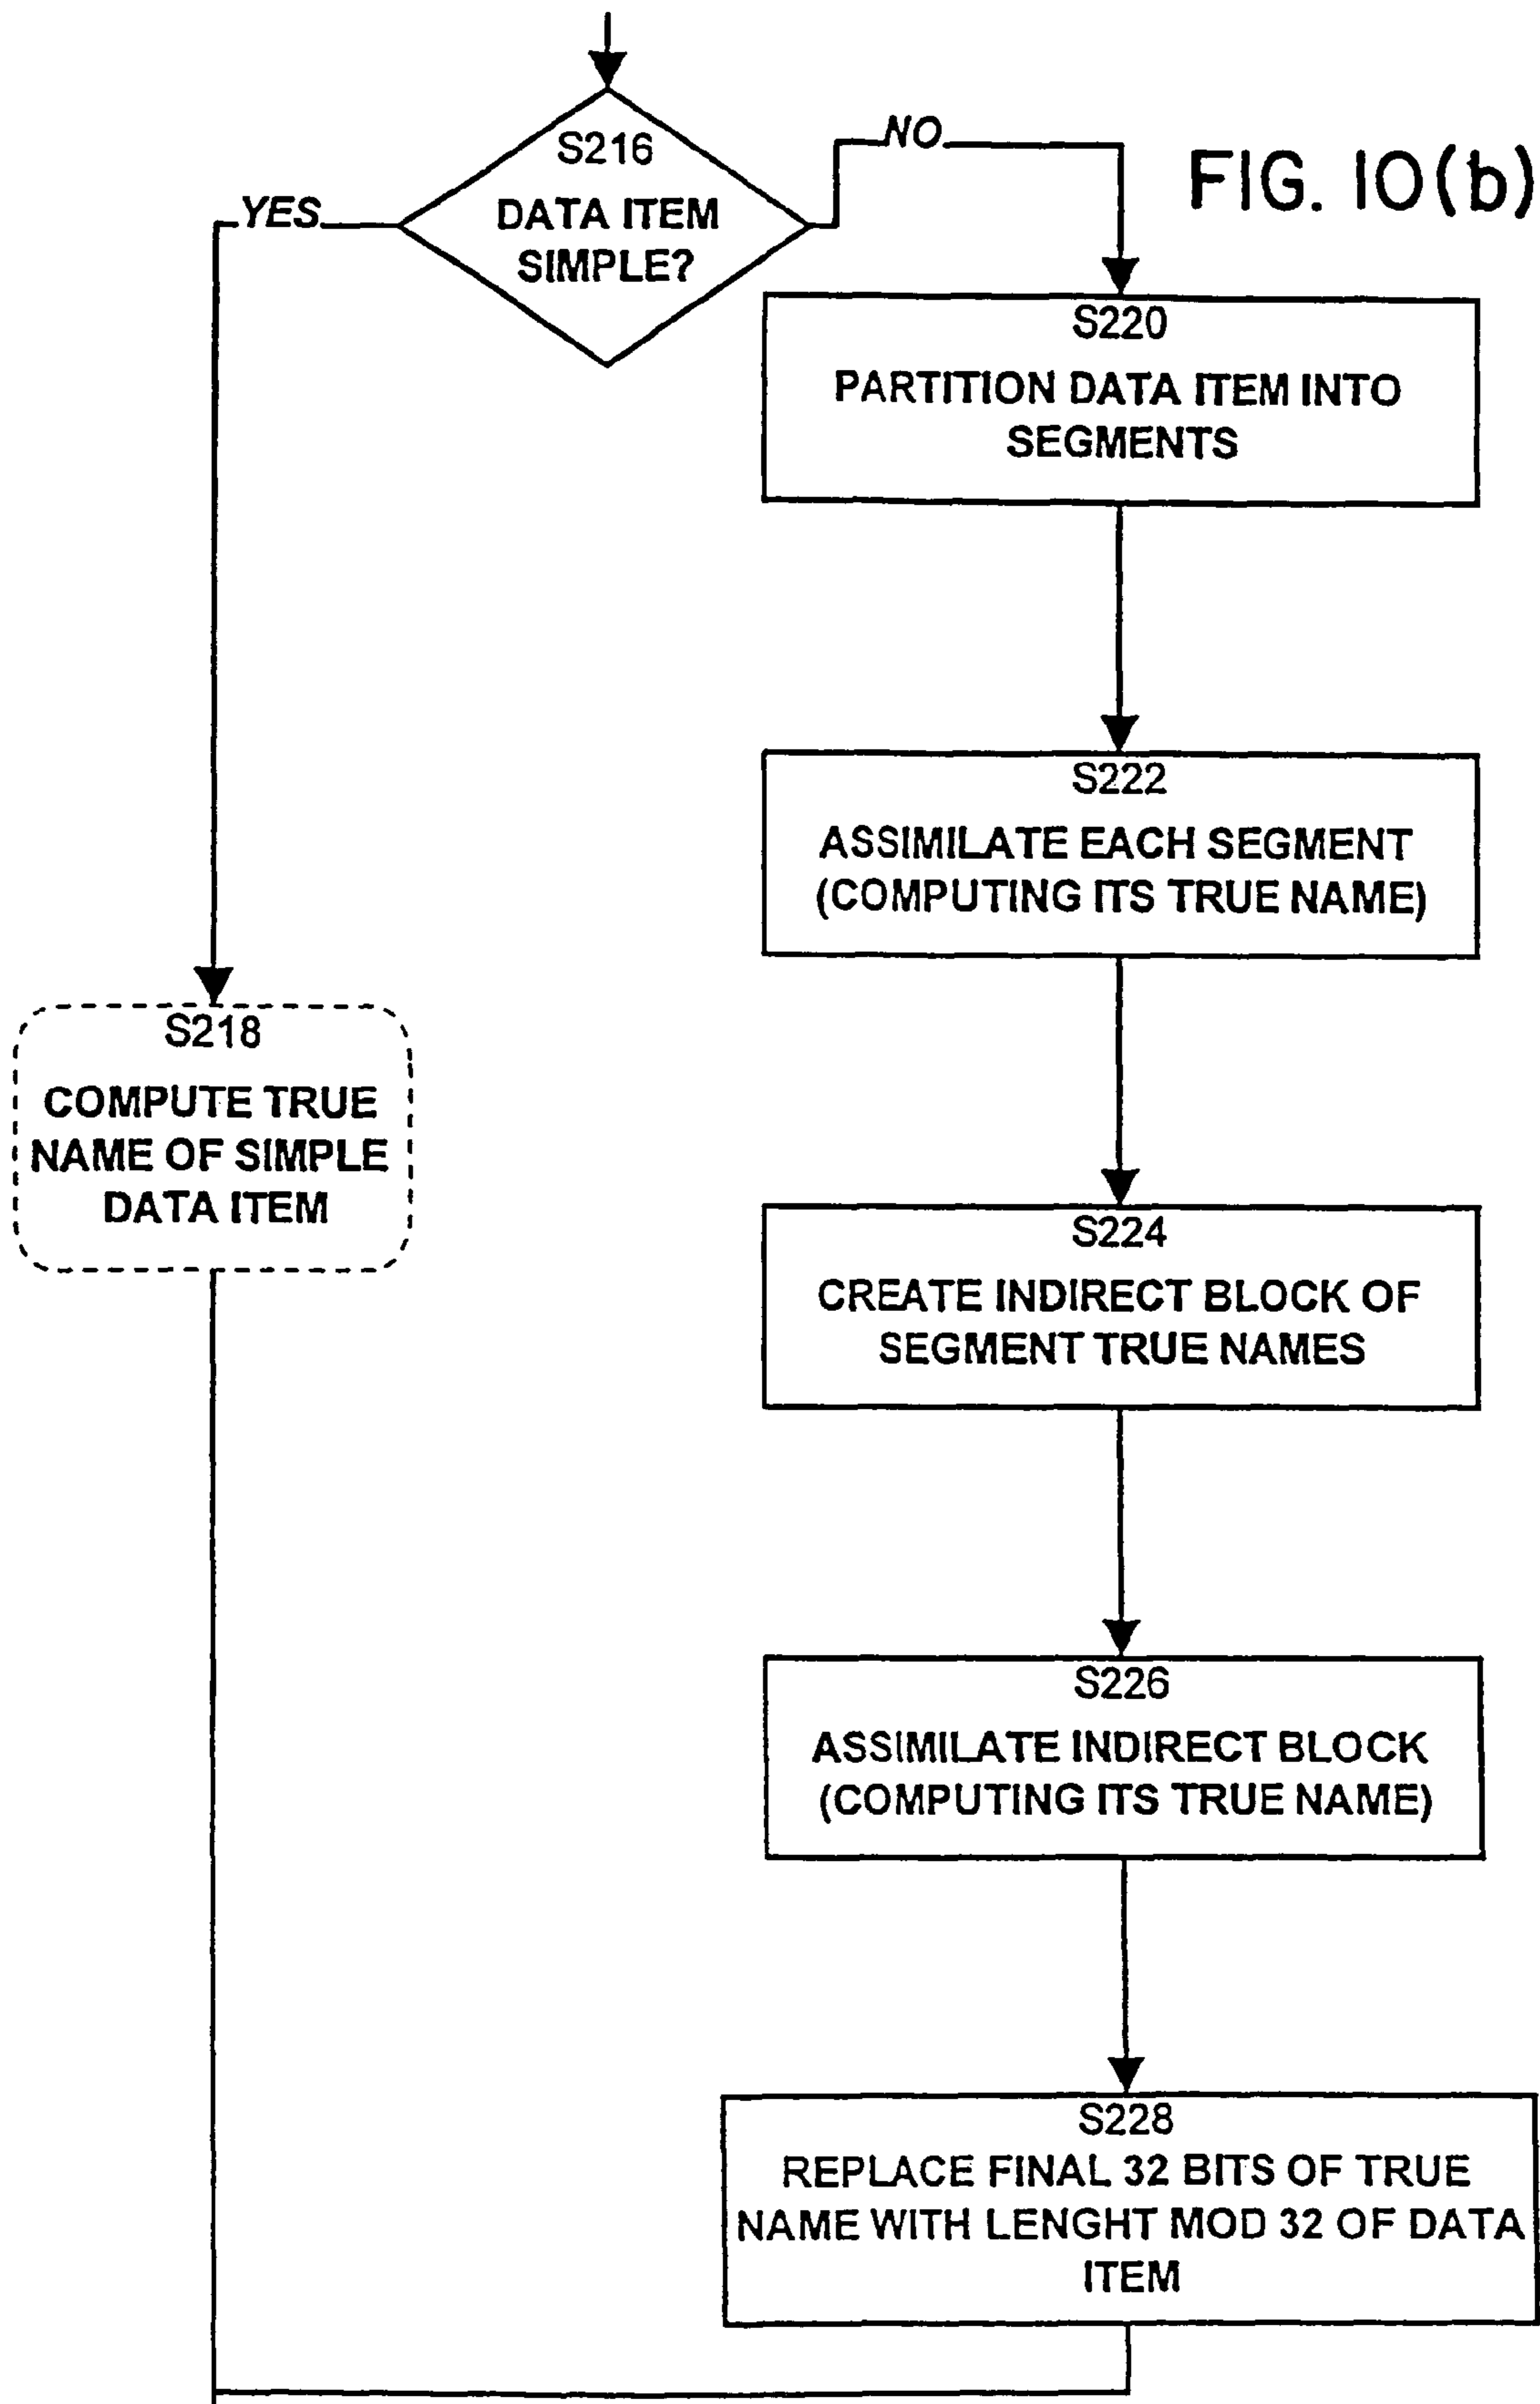 FIG. 10(b)
S216
DATA ITEM
SIMPLE?
YES
NO
S220
PARTITION DATA ITEM INTO
SEGMENTS
S222
ASSIMILATE EACH SEGMENT
(COMPUTING ITS TRUE NAME)
S218
COMPUTE TRUE
NAME OF SIMPLE
DATA ITEM
S224
CREATE INDIRECT BLOCK OF
SEGMENT TRUE NAMES
S226
ASSIMILATE INDIRECT BLOCK
(COMPUTING ITS TRUE NAME)
S228
REPLACE FINAL 32 BITS OF TRUE
NAME WITH LENGHT MOD 32 OF DATA
ITEM